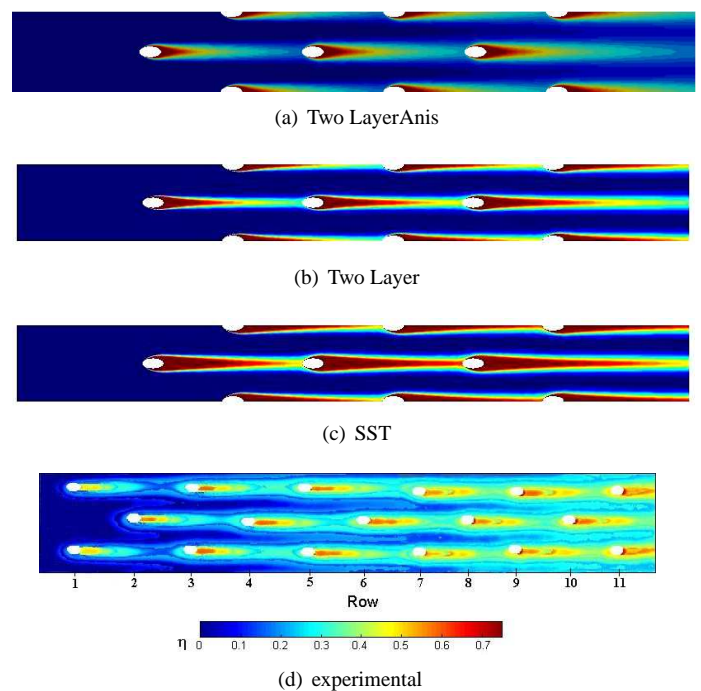 (a) Two LayerAnis
(b) Two Layer
(c) SST
1 2 3 4 5 6 7 8 9 10 11
Row
η 0 0.1 0.2 0.3 0.4 0.5 0.6 0.7
(d) experimental